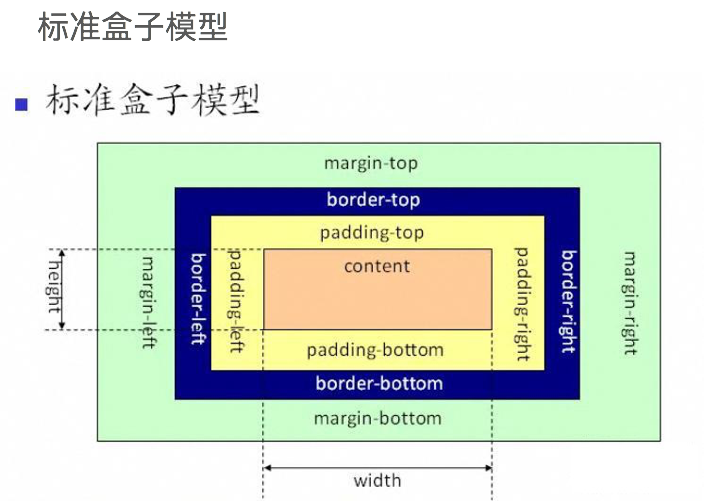 标准盒子模型
标准盒子模型
margin-top
border-top
padding-top
content
height
margin-left
border-left
padding-left
padding-right
border-right
margin-right
padding-bottom
border-bottom
margin-bottom
width